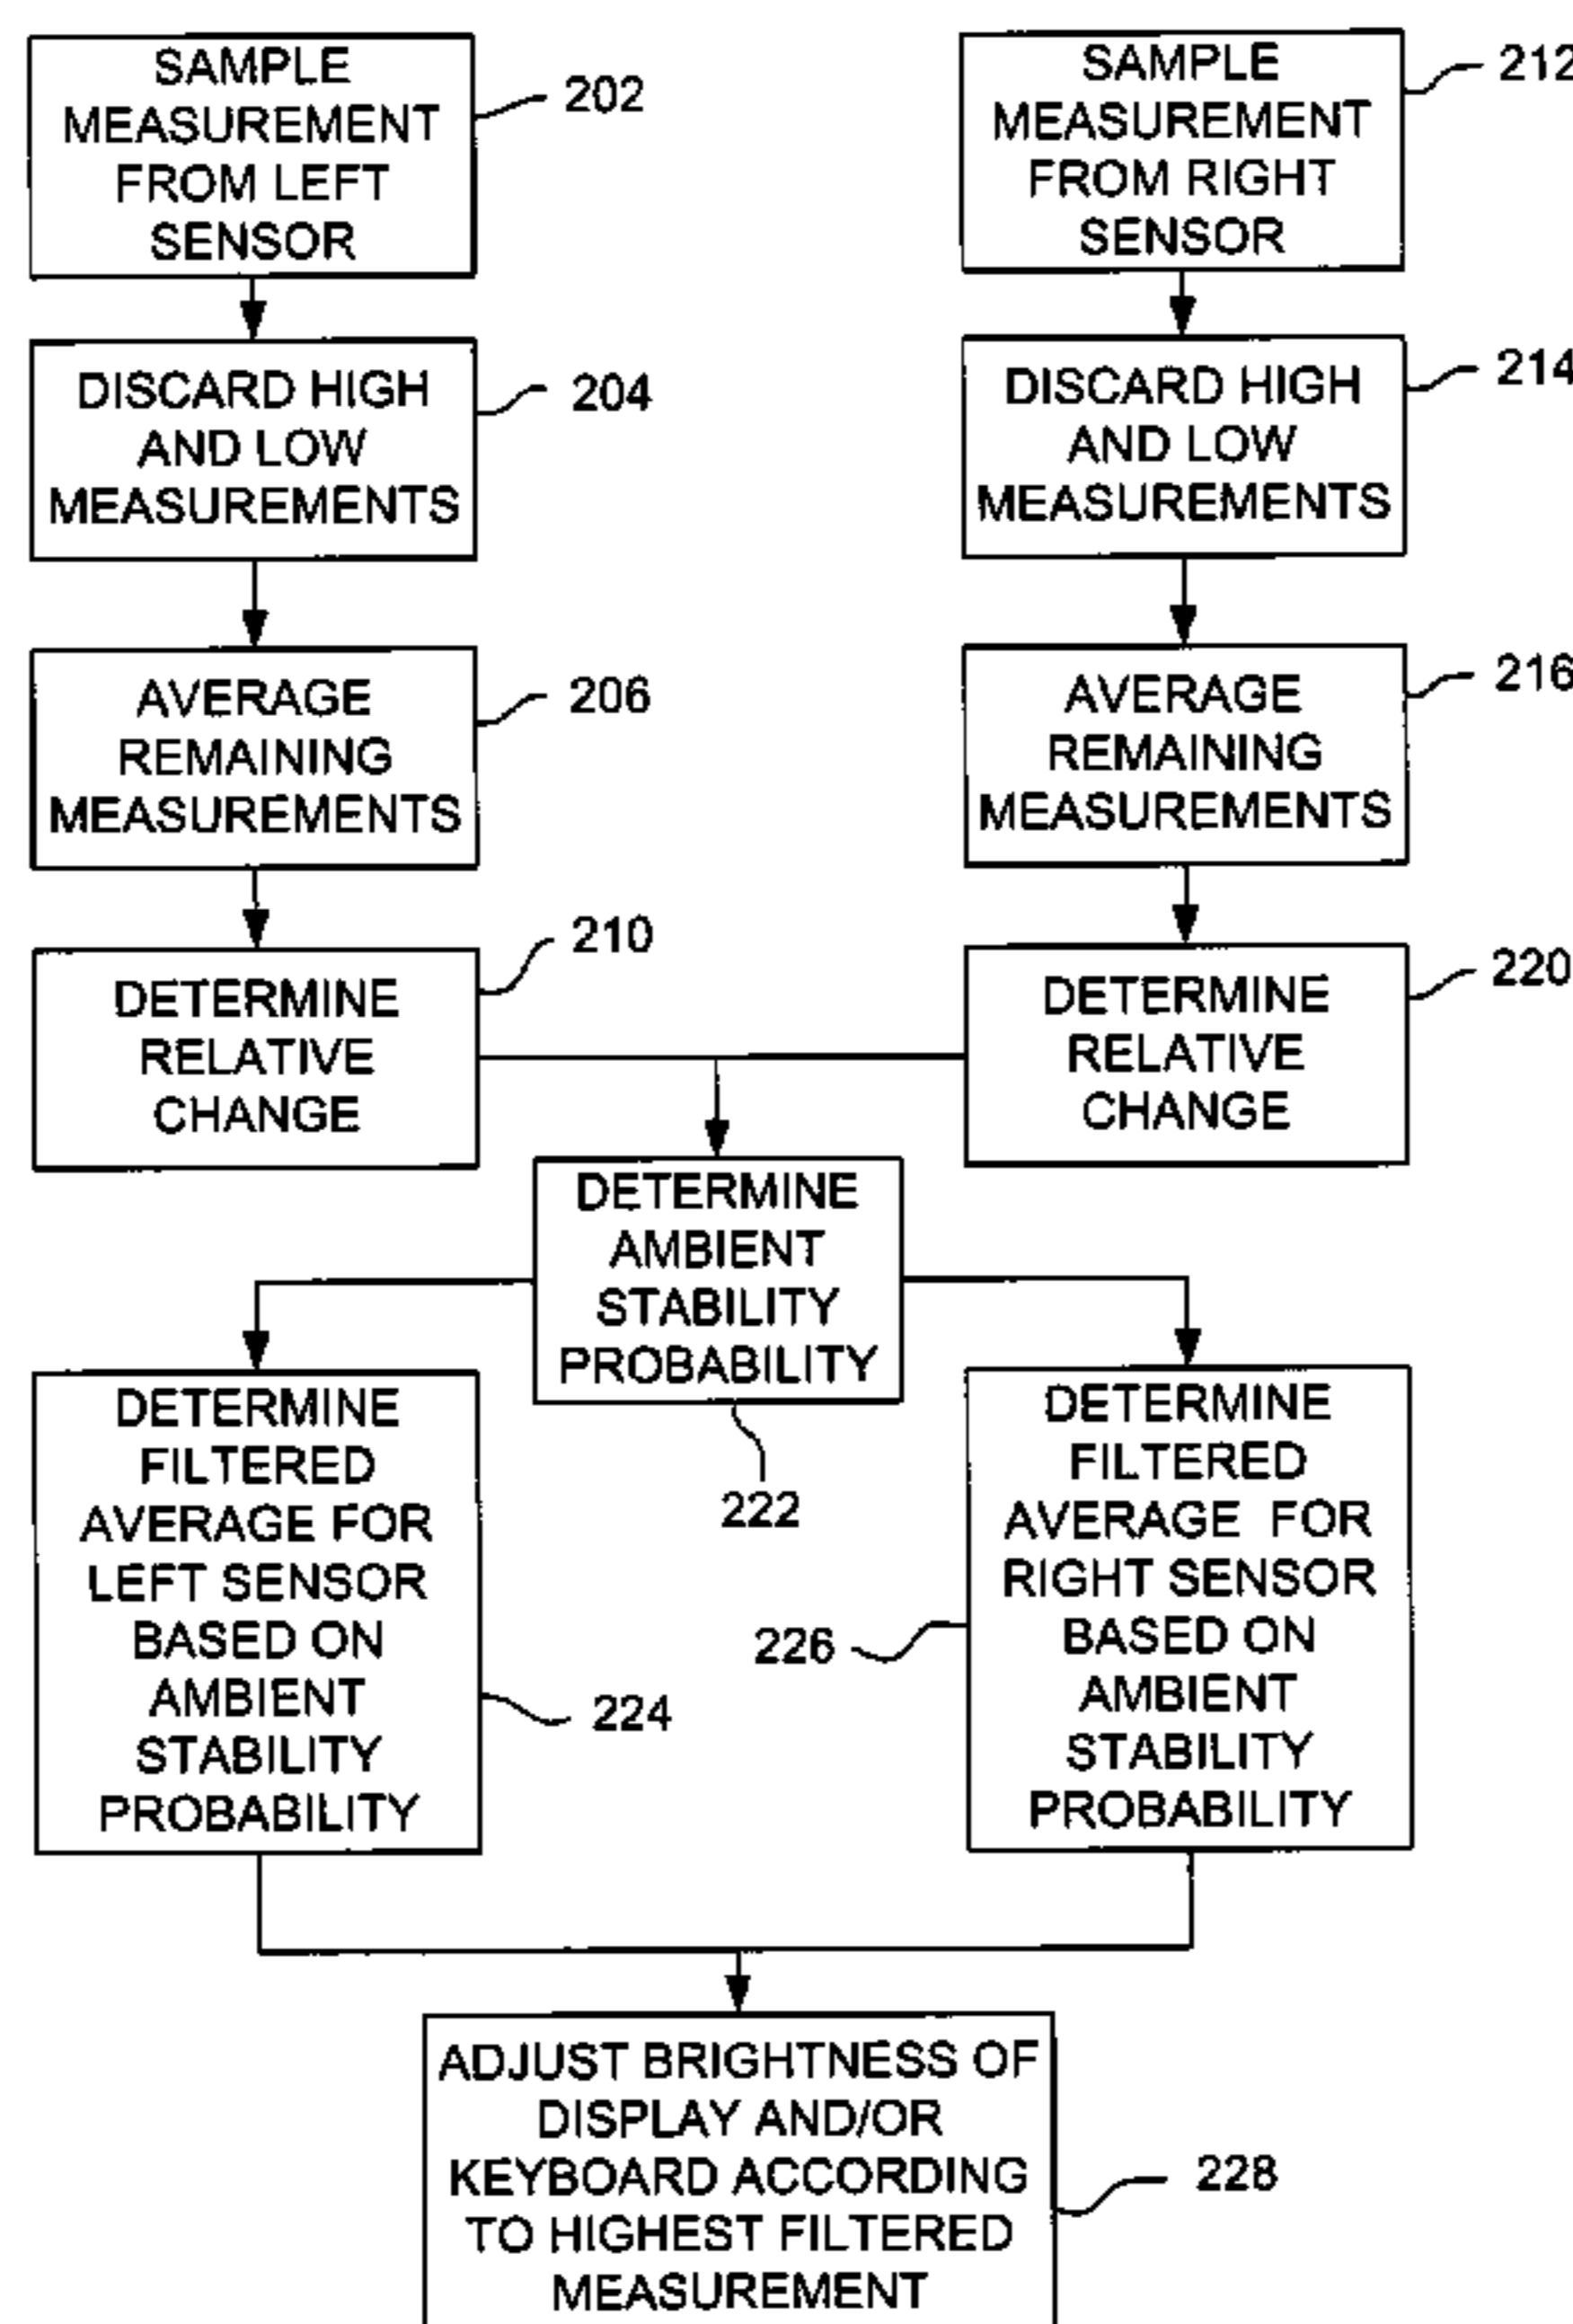 SAMPLE
MEASUREMENT
FROM LEFT
SENSOR
202
SAMPLE
MEASUREMENT
FROM RIGHT
SENSOR
212
DISCARD HIGH
AND LOW
MEASUREMENTS
204
DISCARD HIGH
AND LOW
MEASUREMENTS
214
AVERAGE
REMAINING
MEASUREMENTS
206
AVERAGE
REMAINING
MEASUREMENTS
216
DETERMINE
RELATIVE
CHANGE
210
DETERMINE
RELATIVE
CHANGE
220
DETERMINE
AMBIENT
STABILITY
PROBABILITY
222
DETERMINE
FILTERED
AVERAGE FOR
LEFT SENSOR
BASED ON
AMBIENT
STABILITY
PROBABILITY
224
DETERMINE
FILTERED
AVERAGE FOR
RIGHT SENSOR
BASED ON
AMBIENT
STABILITY
PROBABILITY
226
ADJUST BRIGHTNESS OF
DISPLAY AND/OR
KEYBOARD ACCORDING
TO HIGHEST FILTERED
MEASUREMENT
228